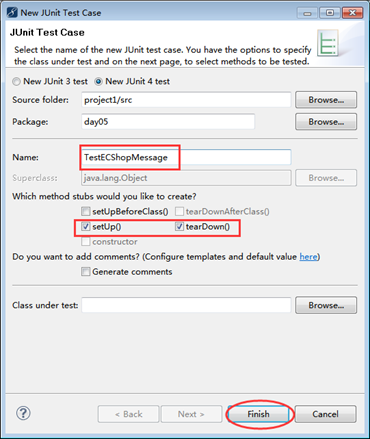 New JUnit Test Case
JUnit Test Case
Select the name of the new JUnit test case. You have the options to specify
the class under test and on the next page, to select methods to be tested.
New JUnit 3 test New JUnit 4 test
Source folder: project1/src Browse...
Package: day05 Browse...
Name: TestECShopMessage
Superclass: java.lang.Object Browse...
Which method stubs would you like to create?
setUpBeforeClass() tearDownAfterClass()
setUp() tearDown()
constructor
Do you want to add comments? (Configure templates and default value here)
Generate comments
Class under test: Browse...
? < Back Next > Finish Cancel